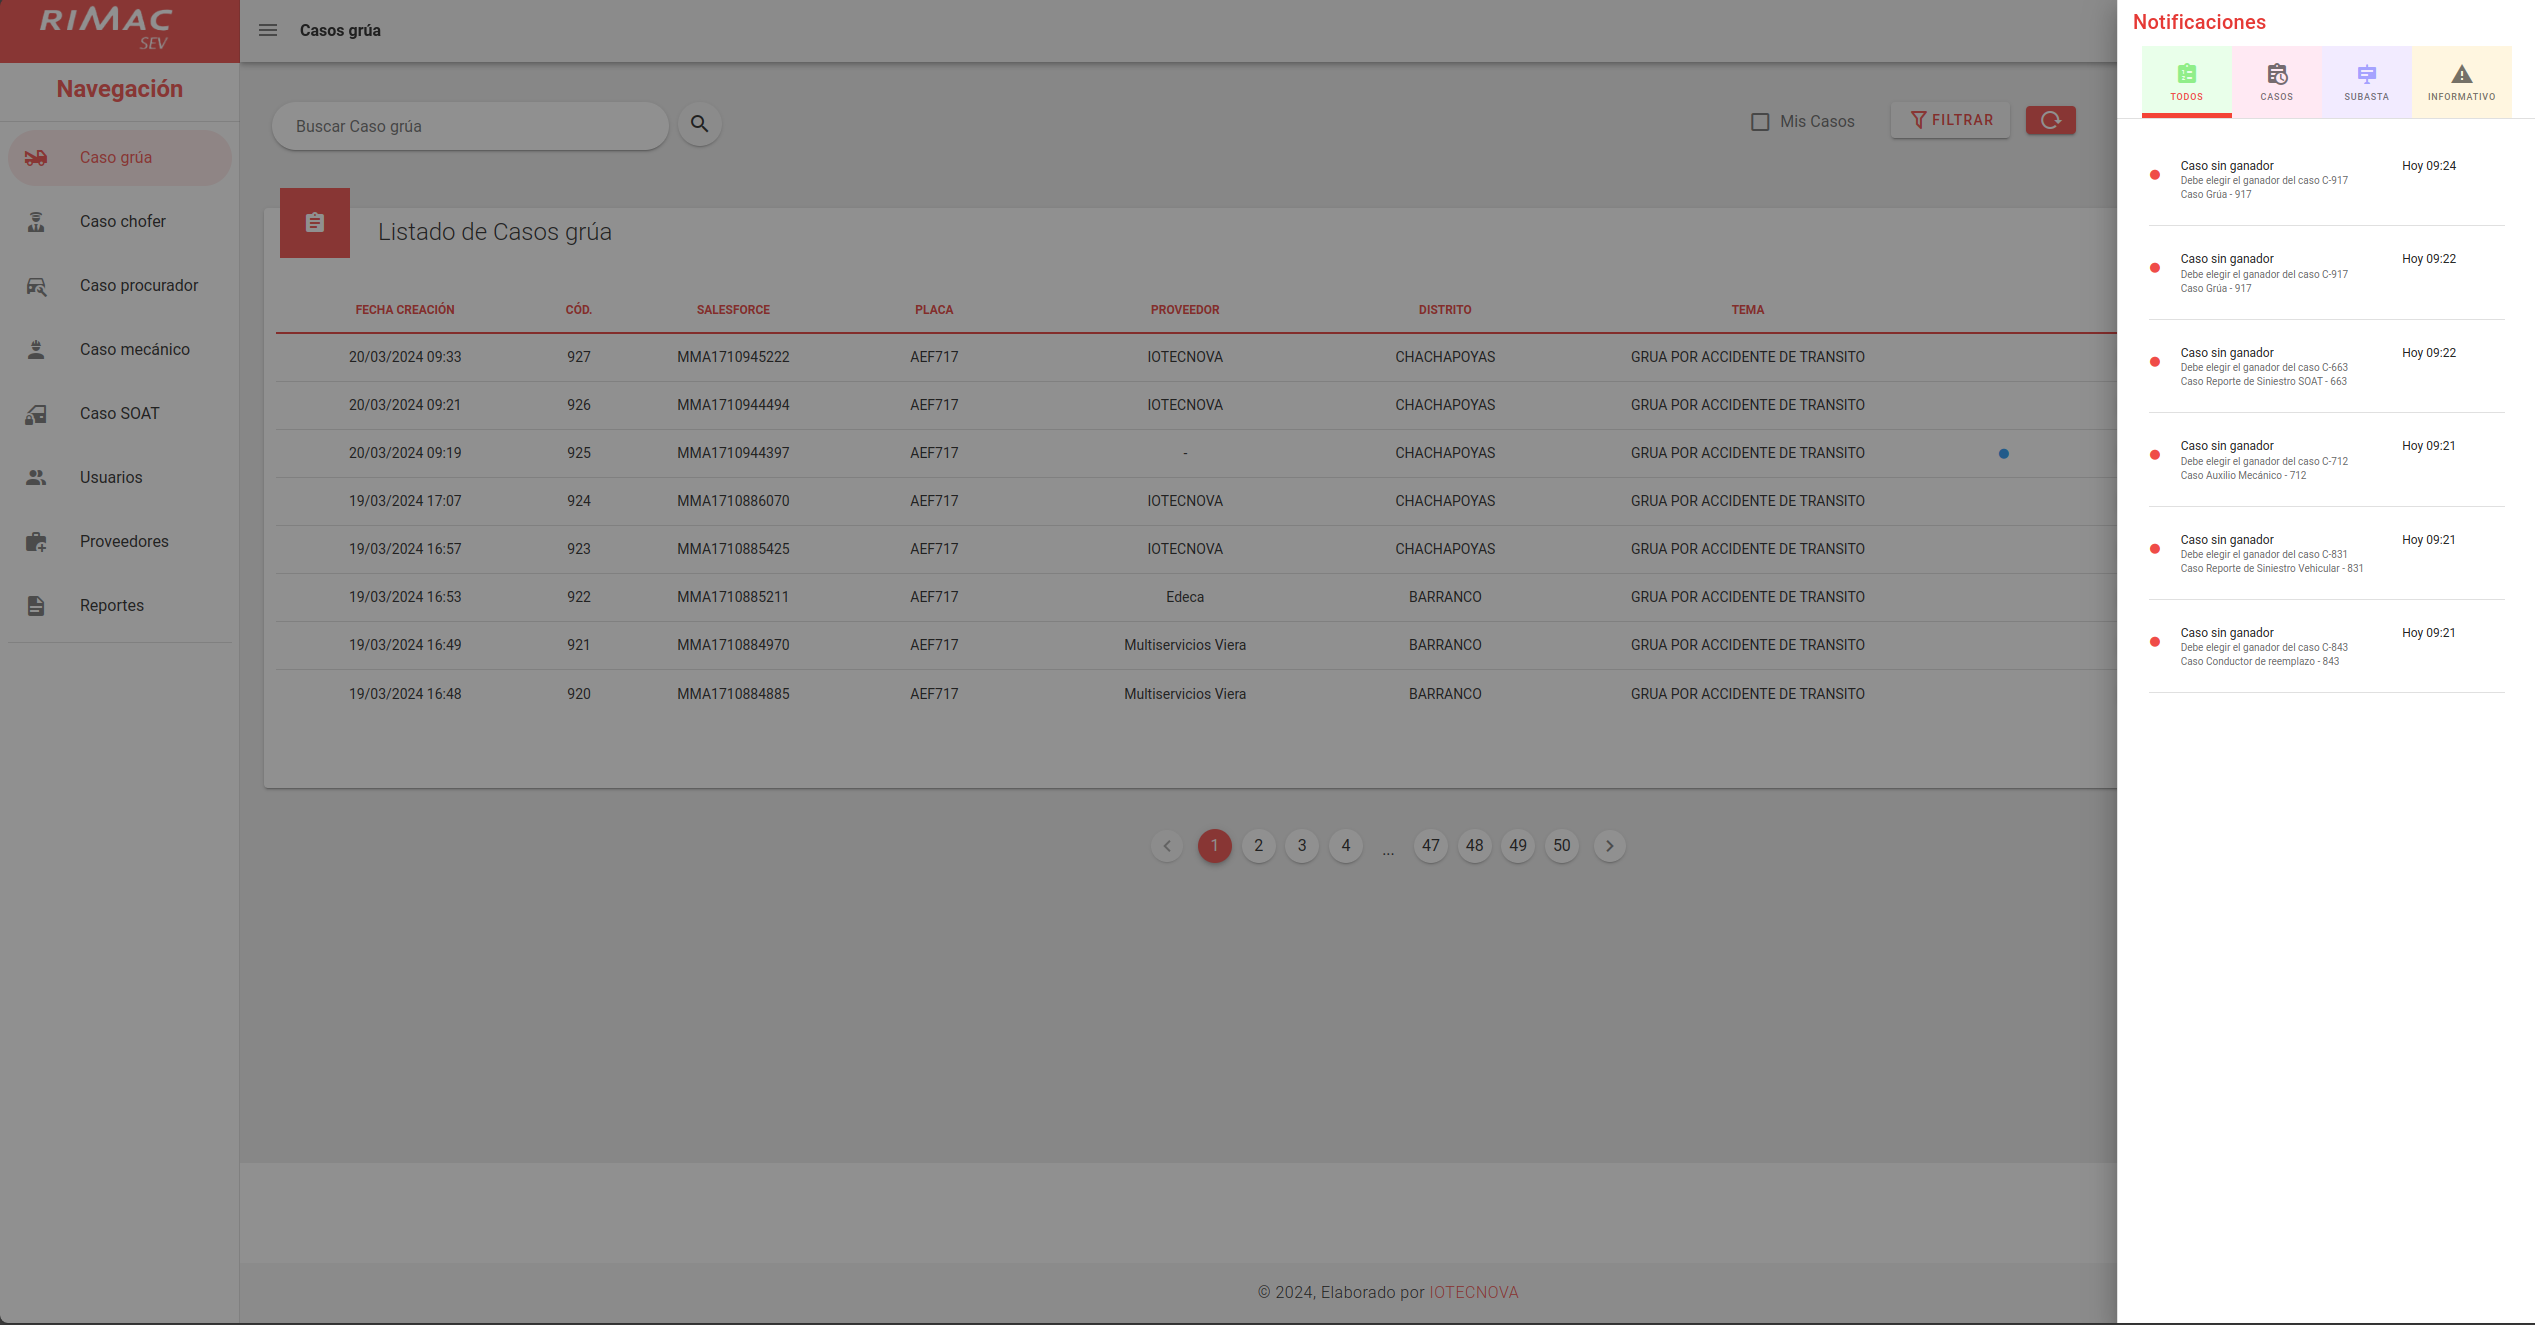 RIMAC
SEV
Navegación
Caso grúa
Caso chofer
Caso procurador
Caso mecánico
Caso SOAT
Usuarios
Proveedores
Reportes
Casos grúa
Buscar Caso grúa
Mis Casos
FILTRAR
Listado de Casos grúa
FECHA CREACIÓN CÓD. SALESFORCE PLACA PROVEEDOR DISTRITO TEMA
20/03/2024 09:33 927 MMA1710945222 AEF717 IOTECNOVA CHACHAPOYAS GRUA POR ACCIDENTE DE TRANSITO
20/03/2024 09:21 926 MMA1710944494 AEF717 IOTECNOVA CHACHAPOYAS GRUA POR ACCIDENTE DE TRANSITO
20/03/2024 09:19 925 MMA1710944397 AEF717 - CHACHAPOYAS GRUA POR ACCIDENTE DE TRANSITO
19/03/2024 17:07 924 MMA1710886070 AEF717 IOTECNOVA CHACHAPOYAS GRUA POR ACCIDENTE DE TRANSITO
19/03/2024 16:57 923 MMA1710885425 AEF717 IOTECNOVA CHACHAPOYAS GRUA POR ACCIDENTE DE TRANSITO
19/03/2024 16:53 922 MMA1710885211 AEF717 Edeca BARRANCO GRUA POR ACCIDENTE DE TRANSITO
19/03/2024 16:49 921 MMA1710884970 AEF717 Multiservicios Viera BARRANCO GRUA POR ACCIDENTE DE TRANSITO
19/03/2024 16:48 920 MMA1710884885 AEF717 Multiservicios Viera BARRANCO GRUA POR ACCIDENTE DE TRANSITO
1 2 3 4 ... 47 48 49 50
© 2024, Elaborado por IOTECNOVA
Notificaciones
TODOS CASOS SUBASTA INFORMATIVO
Caso sin ganador Hoy 09:24
Debe elegir el ganador del caso C-917
Caso Grúa - 917
Caso sin ganador Hoy 09:22
Debe elegir el ganador del caso C-917
Caso Grúa - 917
Caso sin ganador Hoy 09:22
Debe elegir el ganador del caso C-663
Caso Reporte de Siniestro SOAT - 663
Caso sin ganador Hoy 09:21
Debe elegir el ganador del caso C-712
Caso Auxilio Mecánico - 712
Caso sin ganador Hoy 09:21
Debe elegir el ganador del caso C-831
Caso Reporte de Siniestro Vehicular - 831
Caso sin ganador Hoy 09:21
Debe elegir el ganador del caso C-843
Caso Conductor de reemplazo - 843